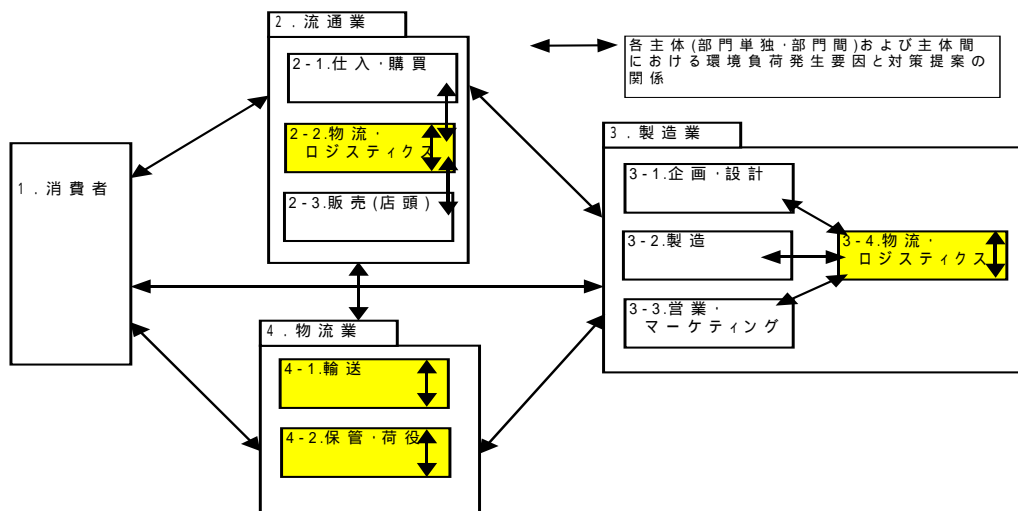 2．流通業
2-1.仕入・購買
2-2.物流・
ロジスティクス
2-3.販売(店頭)
各主体(部門単独・部門間)および主体間
における環境負荷発生要因と対策提案の
関係
1．消費者
3．製造業
3-1.企画・設計
3-2.製造
3-3.営業・
マーケティング
3-4.物流・
ロジスティクス
4．物流業
4-1.輸送
4-2.保管・荷役